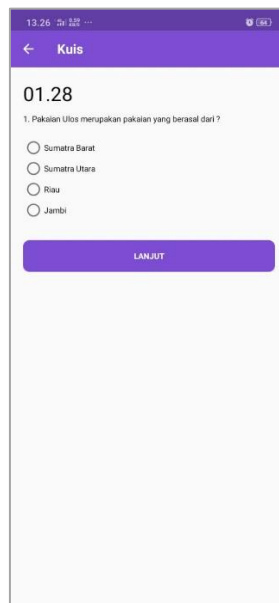 13.26
64
Kuis
01.28
1. Pakaian Ulos merupakan pakaian yang berasal dari ?
Sumatra Barat
Sumatra Utara
Riau
Jambi
LANJUT